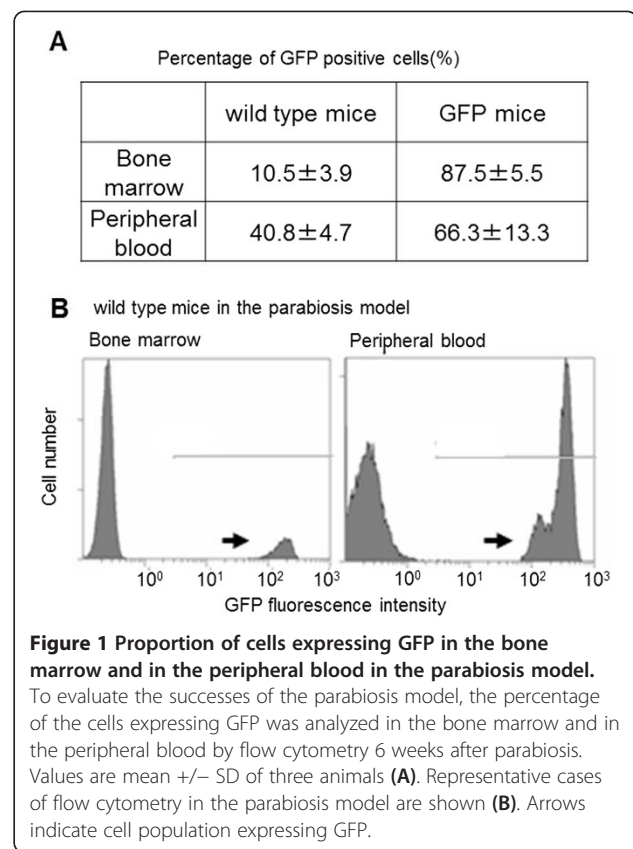 A
Percentage of GFP positive cells(%)
wild type mice GFP mice
Bone marrow 10.5±3.9 87.5±5.5
Peripheral blood 40.8±4.7 66.3±13.3
B wild type mice in the parabiosis model
Bone marrow Peripheral blood
Cell number
10⁰ 10¹ 10² 10³ 10⁰ 10¹ 10² 10³
GFP fluorescence intensity
Figure 1 Proportion of cells expressing GFP in the bone
marrow and in the peripheral blood in the parabiosis model.
To evaluate the successes of the parabiosis model, the percentage
of the cells expressing GFP was analyzed in the bone marrow and in
the peripheral blood by flow cytometry 6 weeks after parabiosis.
Values are mean +/− SD of three animals (A). Representative cases
of flow cytometry in the parabiosis model are shown (B). Arrows
indicate cell population expressing GFP.